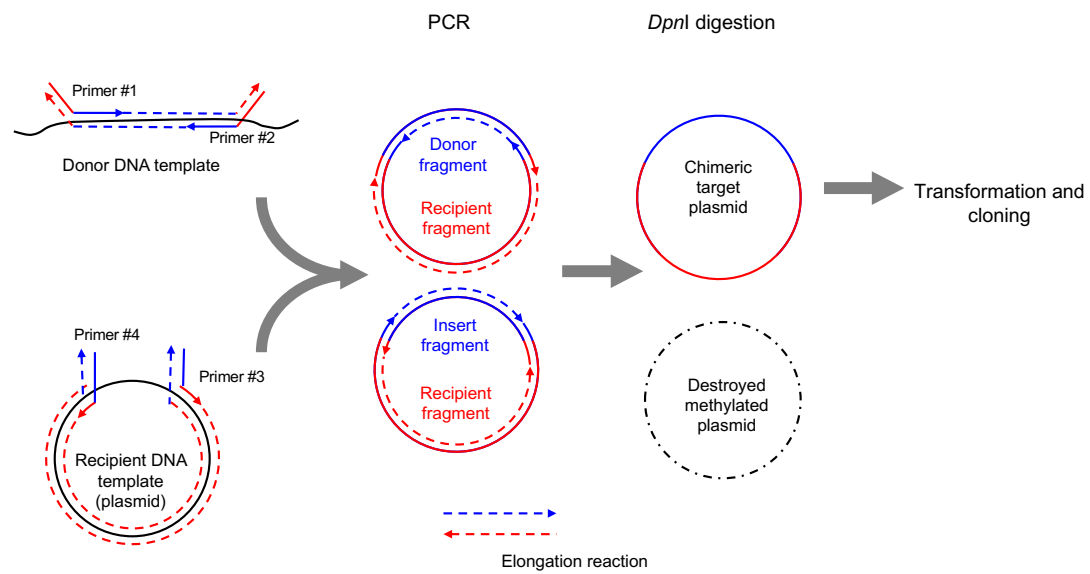 PCR
DpnI digestion
Primer #1
Primer #2
Donor DNA template
Donor
fragment
Recipient
fragment
Chimeric
target
plasmid
Transformation and
cloning
Primer #4
Primer #3
Recipient DNA
template
(plasmid)
Insert
fragment
Recipient
fragment
Destroyed
methylated
plasmid
Elongation reaction